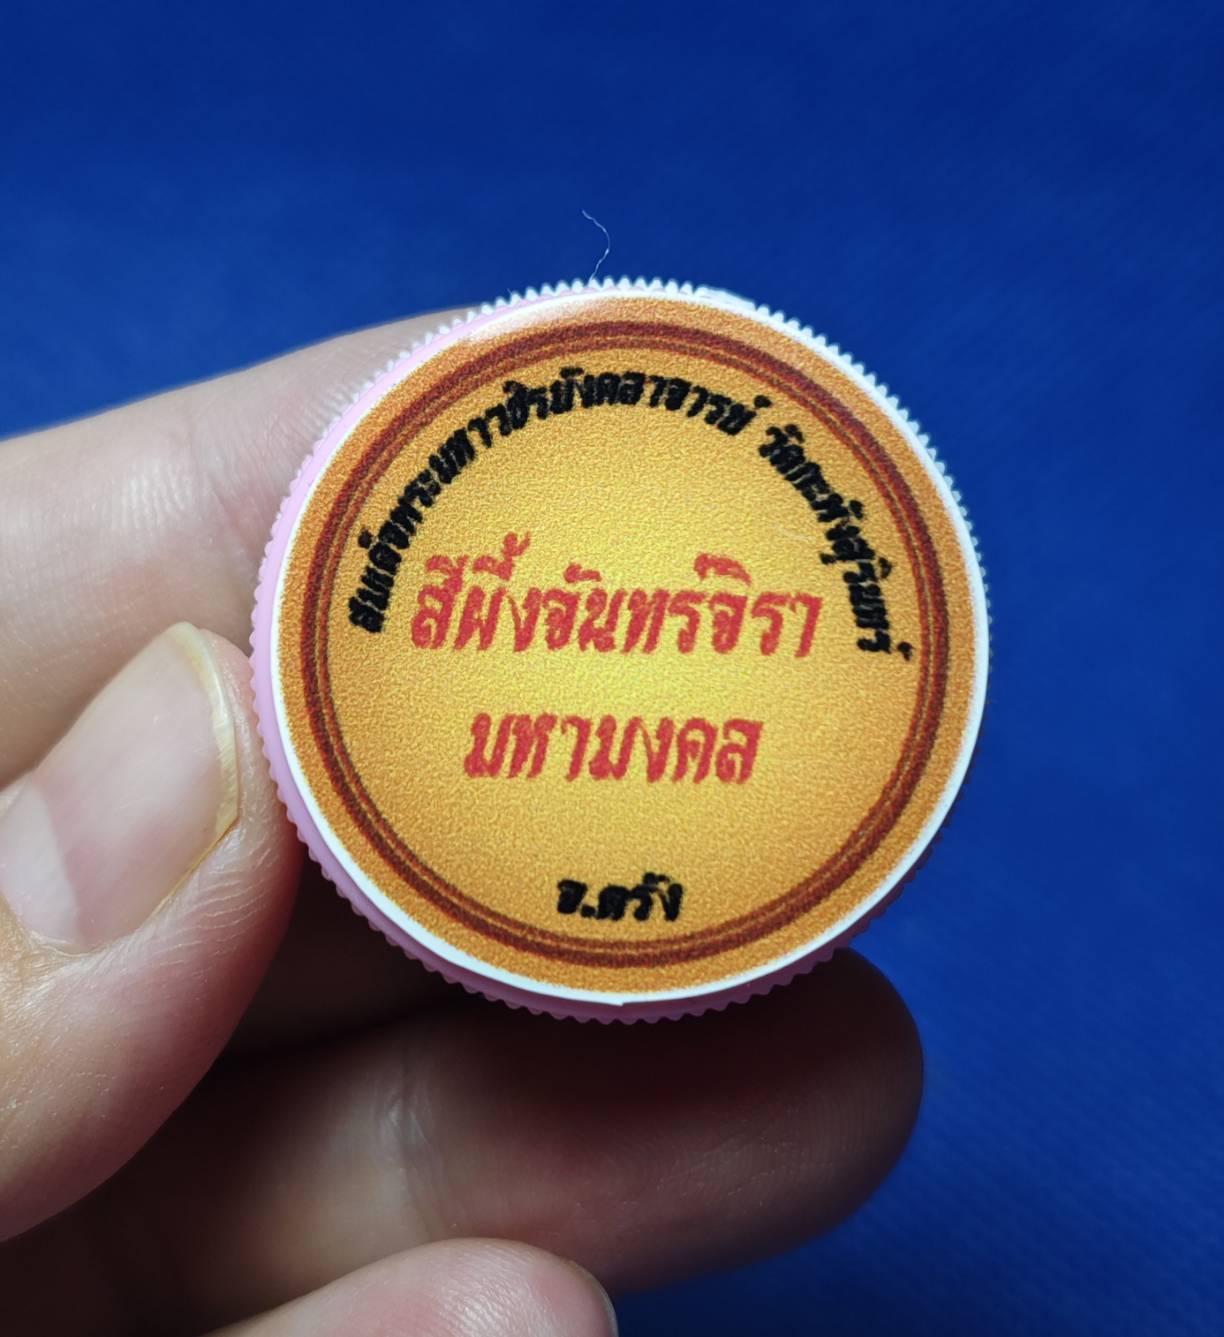 สมเด็จพระมหาวชิรมังคลาจารย์ วัดกะพังสุรินทร์
สีผึ้งจันทร์จิรา
มหามงคล
จ.ตรัง